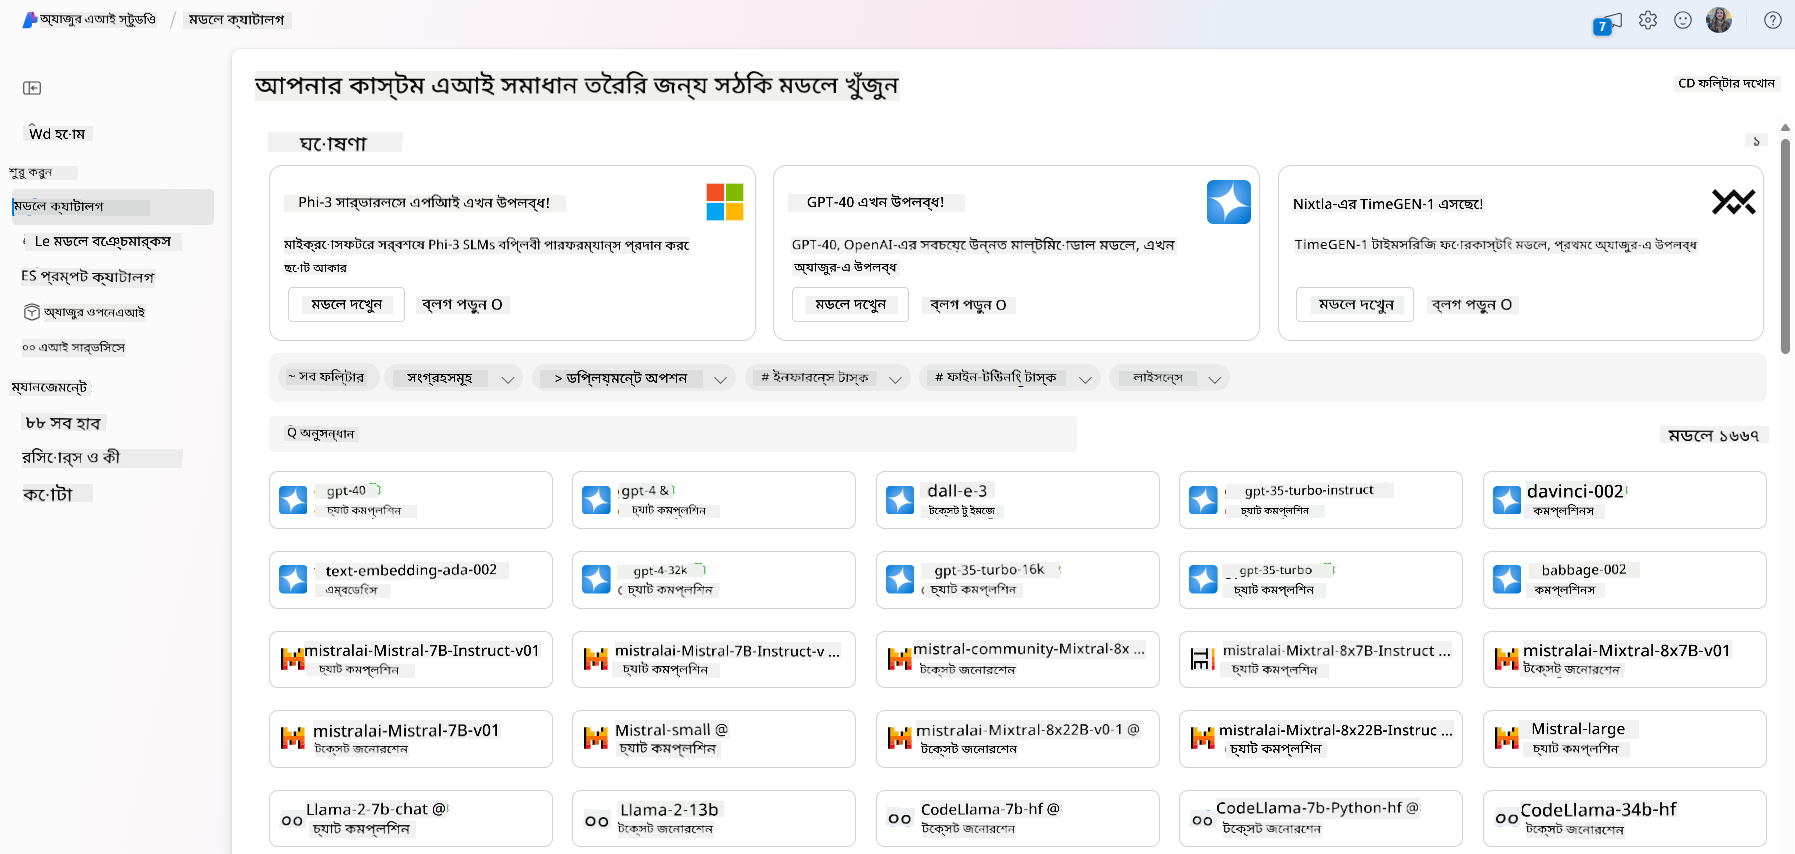 অ্যাজুর এআই স্টুডিও / মডেল ক্যাটালগ
7
আপনার কাস্টম এআই সমাধান তৈরির জন্য সঠিক মডেল খুঁজুন
CD ফিল্টার দেখান
Wd হোম
শুরু করুন
মডেল ক্যাটালগ
Le মডেল বেঞ্চমার্কস
ES প্রম্পট ক্যাটালগ
অ্যাজুর ওপেনএআই
০০ এআই সার্ভিসেস
ম্যানেজমেন্ট
৮৮ সব হাব
রিসোর্স ও কী
কোটা
ঘোষণা
১
Phi-3 সার্ভারলেস এপিআই এখন উপলব্ধ!
মাইক্রোসফটের সর্বশেষ Phi-3 SLMs বিপ্লবী পারফরম্যান্স প্রদান করে
ছোট আকার
মডেল দেখুন
ব্লগ পড়ুন O
GPT-40 এখন উপলব্ধ!
GPT-40, OpenAI-এর সবচেয়ে উন্নত মাল্টিমোডাল মডেল, এখন
অ্যাজুর-এ উপলব্ধ
মডেল দেখুন
ব্লগ পড়ুন O
Nixtla-এর TimeGEN-1 এসেছে!
TimeGEN-1 টাইমসিরিজ ফোরকাস্টিং মডেল, প্রথমে অ্যাজুর-এ উপলব্ধ
মডেল দেখুন
ব্লগ পড়ুন O
~ সব ফিল্টার
সংগ্রহসমূহ
> ডিপ্লয়মেন্ট অপশন
# ইনফারেন্স টাস্ক
# ফাইন-টিউনিং টাস্ক
লাইসেন্স
Q অনুসন্ধান
মডেল ১৬৬৭
gpt-40
চ্যাট কমপ্লিশন
gpt-4 &
চ্যাট কমপ্লিশন
dall-e-3
টেক্সট টু ইমেজ
gpt-35-turbo-instruct
চ্যাট কমপ্লিশন
davinci-002
কমপ্লিশনস
text-embedding-ada-002
এম্বেডিংস
gpt-4-32k
চ্যাট কমপ্লিশন
gpt-35-turbo-16k
চ্যাট কমপ্লিশন
gpt-35-turbo
চ্যাট কমপ্লিশন
babbage-002
কমপ্লিশনস
mistralai-Mistral-7B-Instruct-v01
চ্যাট কমপ্লিশন
mistralai-Mistral-7B-Instruct-v ...
চ্যাট কমপ্লিশন
mistral-community-Mixtral-8x ...
টেক্সট জেনারেশন
mistralai-Mixtral-8x7B-Instruct ...
চ্যাট কমপ্লিশন
mistralai-Mixtral-8x7B-v01
টেক্সট জেনারেশন
mistralai-Mistral-7B-v01
টেক্সট জেনারেশন
Mistral-small @
চ্যাট কমপ্লিশন
mistralai-Mixtral-8x22B-v0-1 @
টেক্সট জেনারেশন
mistralai-Mixtral-8x22B-Instruc ...
চ্যাট কমপ্লিশন
Mistral-large
চ্যাট কমপ্লিশন
Llama-2-7b-chat @
চ্যাট কমপ্লিশন
Llama-2-13b
টেক্সট জেনারেশন
CodeLlama-7b-hf @
টেক্সট জেনারেশন
CodeLlama-7b-Python-hf @
টেক্সট জেনারেশন
CodeLlama-34b-hf
টেক্সট জেনারেশন